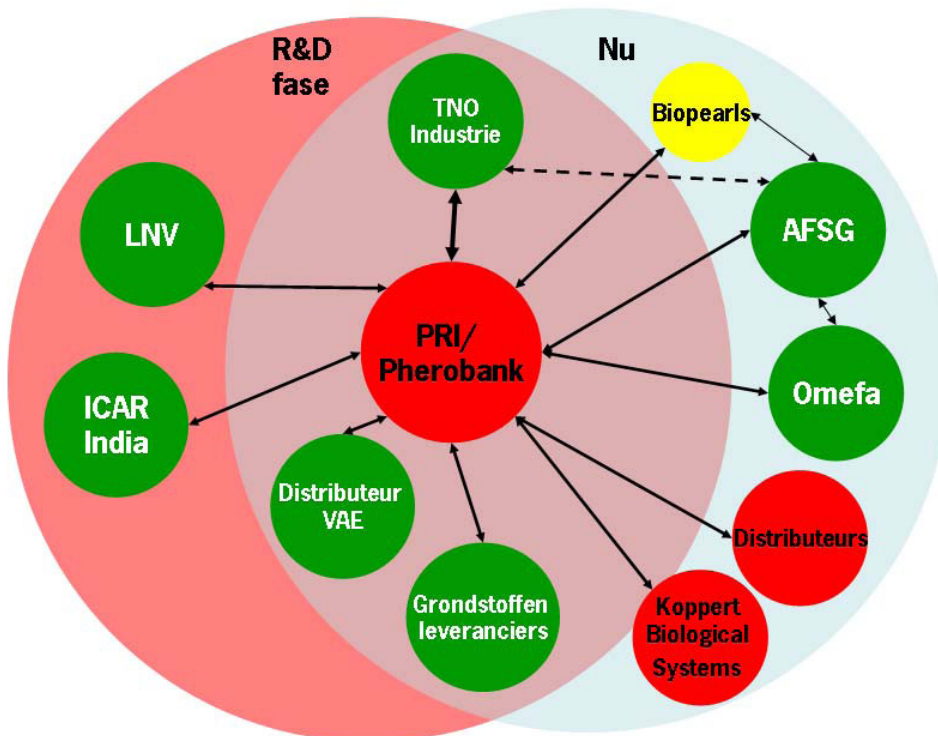 R&D
fase
Nu
TNO
Industrie
Biopearls
LNV
AFSG
PRI/
Pherobank
ICAR
India
Omefa
Distributeur
VAE
Distributeurs
Grondstoffen
leveranciers
Koppert
Biological
Systems